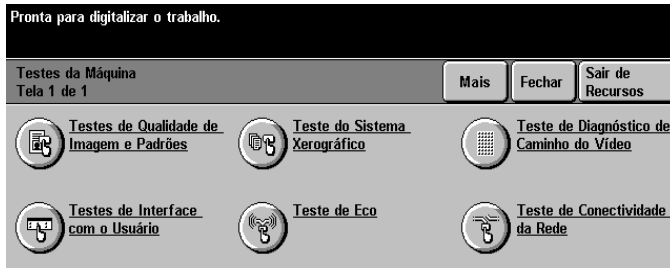 Pronta para digitalizar o trabalho.
Testes da Máquina
Tela 1 de 1
Mais
Fechar
Sair de
Recursos
Testes de Qualidade de
Imagem e Padrões
Teste do Sistema
Xerográfico
Teste de Diagnóstico de
Caminho do Vídeo
Testes de Interface
com o Usuário
Teste de Eco
Teste de Conectividade
da Rede